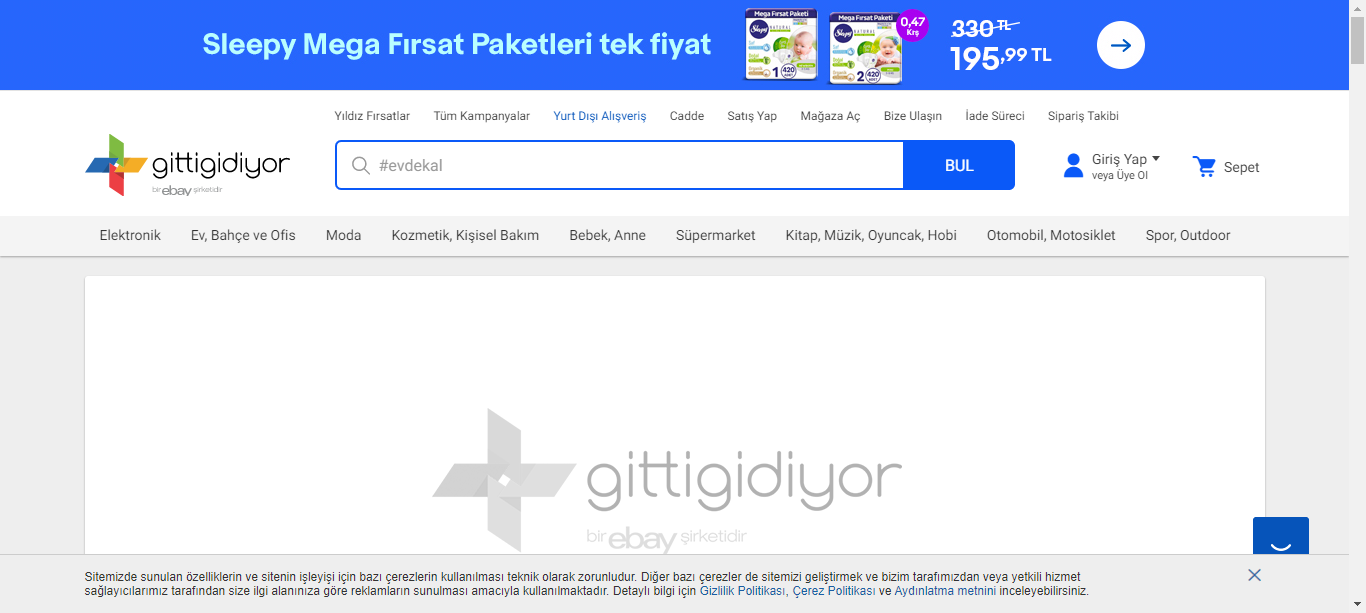 Sleepy Mega Fırsat Paketleri tek fiyat
Mega Fırsat Paketi
Sleepy
NATURAL
1
420
Mega Fırsat Paketi
Sleepy
NATURAL
2
420
0,47
Krş
330 TL
195,99 TL
Yıldız Fırsatlar Tüm Kampanyalar Yurt Dışı Alışveriş Cadde Satış Yap Mağaza Aç Bize Ulaşın İade Süreci Sipariş Takibi
gittigidiyor
bir ebay şirketidir
#evdekal
BUL
Giriş Yap
veya Üye Ol
Sepet
Elektronik Ev, Bahçe ve Ofis Moda Kozmetik, Kişisel Bakım Bebek, Anne Süpermarket Kitap, Müzik, Oyuncak, Hobi Otomobil, Motosiklet Spor, Outdoor
gittigidiyor
bir ebay şirketidir
Sitemizde sunulan özelliklerin ve sitenin işleyişi için bazı çerezlerin kullanılması teknik olarak zorunludur. Diğer bazı çerezler de sitemizi geliştirmek ve bizim tarafımızdan veya yetkili hizmet
sağlayıcılarımız tarafından size ilgi alanınıza göre reklamların sunulması amacıyla kullanılmaktadır. Detaylı bilgi için Gizlilik Politikası, Çerez Politikası ve Aydınlatma metnini inceleyebilirsiniz.